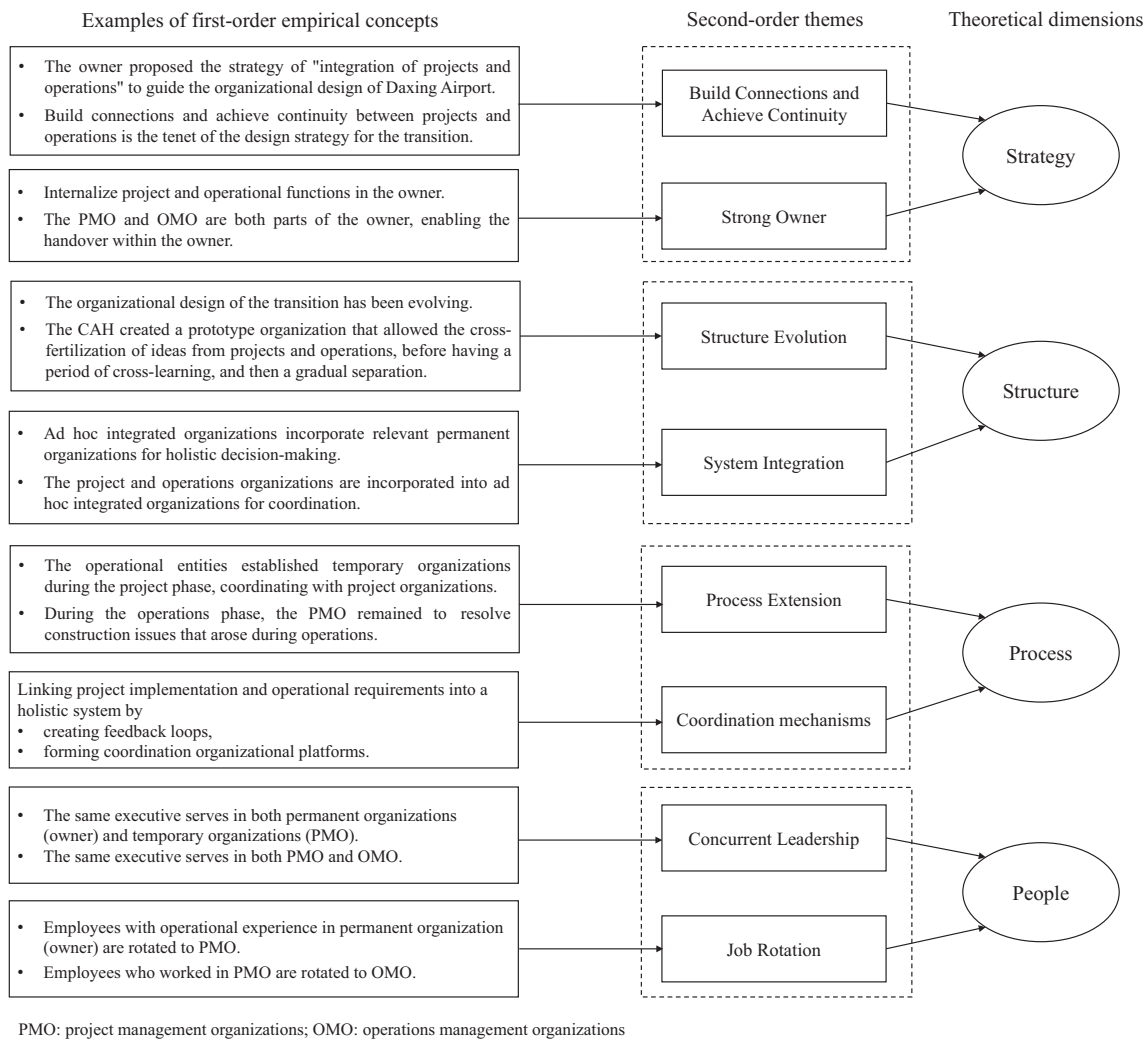 Examples of first-order empirical concepts
Second-order themes
Theoretical dimensions
• The owner proposed the strategy of "integration of projects and
operations" to guide the organizational design of Daxing Airport.
• Build connections and achieve continuity between projects and
operations is the tenet of the design strategy for the transition.
Build Connections and
Achieve Continuity
Strategy
• Internalize project and operational functions in the owner.
• The PMO and OMO are both parts of the owner, enabling the
handover within the owner.
Strong Owner
• The organizational design of the transition has been evolving.
• The CAH created a prototype organization that allowed the cross-
fertilization of ideas from projects and operations, before having a
period of cross-learning, and then a gradual separation.
Structure Evolution
Structure
• Ad hoc integrated organizations incorporate relevant permanent
organizations for holistic decision-making.
• The project and operations organizations are incorporated into ad
hoc integrated organizations for coordination.
System Integration
• The operational entities established temporary organizations
during the project phase, coordinating with project organizations.
• During the operations phase, the PMO remained to resolve
construction issues that arose during operations.
Process Extension
Process
Linking project implementation and operational requirements into a
holistic system by
• creating feedback loops,
• forming coordination organizational platforms.
Coordination mechanisms
• The same executive serves in both permanent organizations
(owner) and temporary organizations (PMO).
• The same executive serves in both PMO and OMO.
Concurrent Leadership
People
• Employees with operational experience in permanent organization
(owner) are rotated to PMO.
• Employees who worked in PMO are rotated to OMO.
Job Rotation
PMO: project management organizations; OMO: operations management organizations